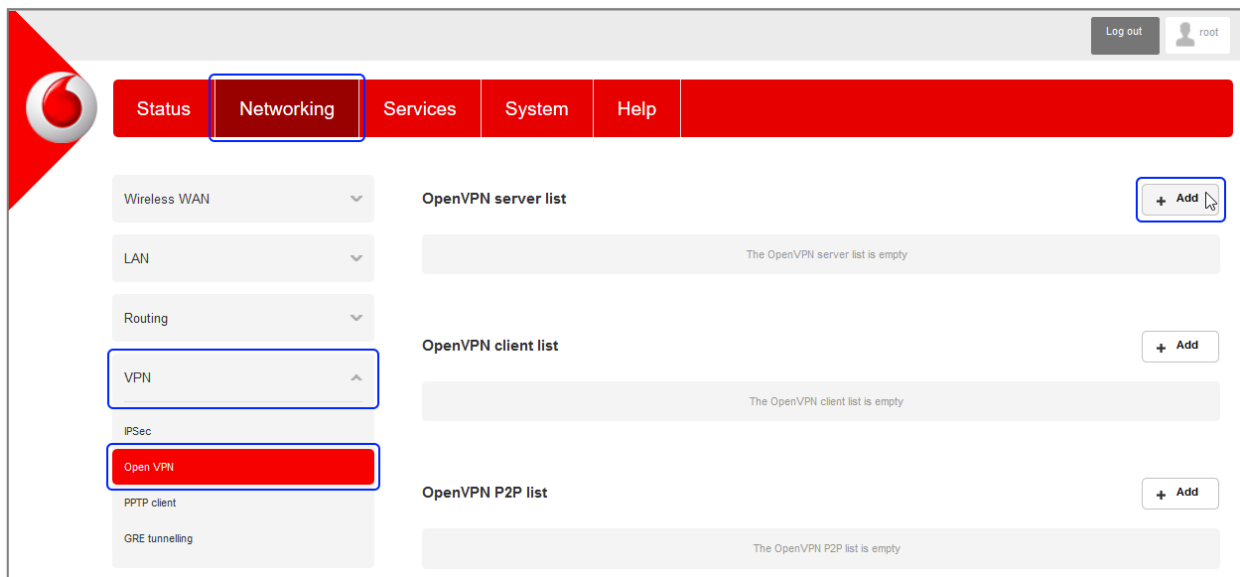 Log out
root
Status Networking Services System Help
Wireless WAN
LAN
Routing
VPN
IPSec
Open VPN
PPTP client
GRE tunnelling
OpenVPN server list
+ Add
The OpenVPN server list is empty
OpenVPN client list
+ Add
The OpenVPN client list is empty
OpenVPN P2P list
+ Add
The OpenVPN P2P list is empty